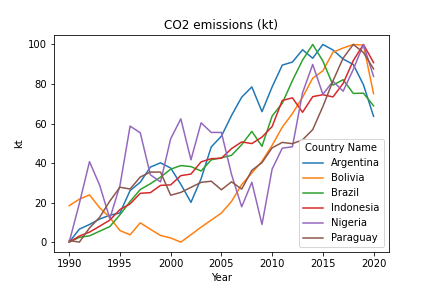 CO2 emissions (kt)
kt
100
80
60
40
20
0
Country Name
Argentina
Bolivia
Brazil
Indonesia
Nigeria
Paraguay
1990 1995 2000 2005 2010 2015 2020
Year